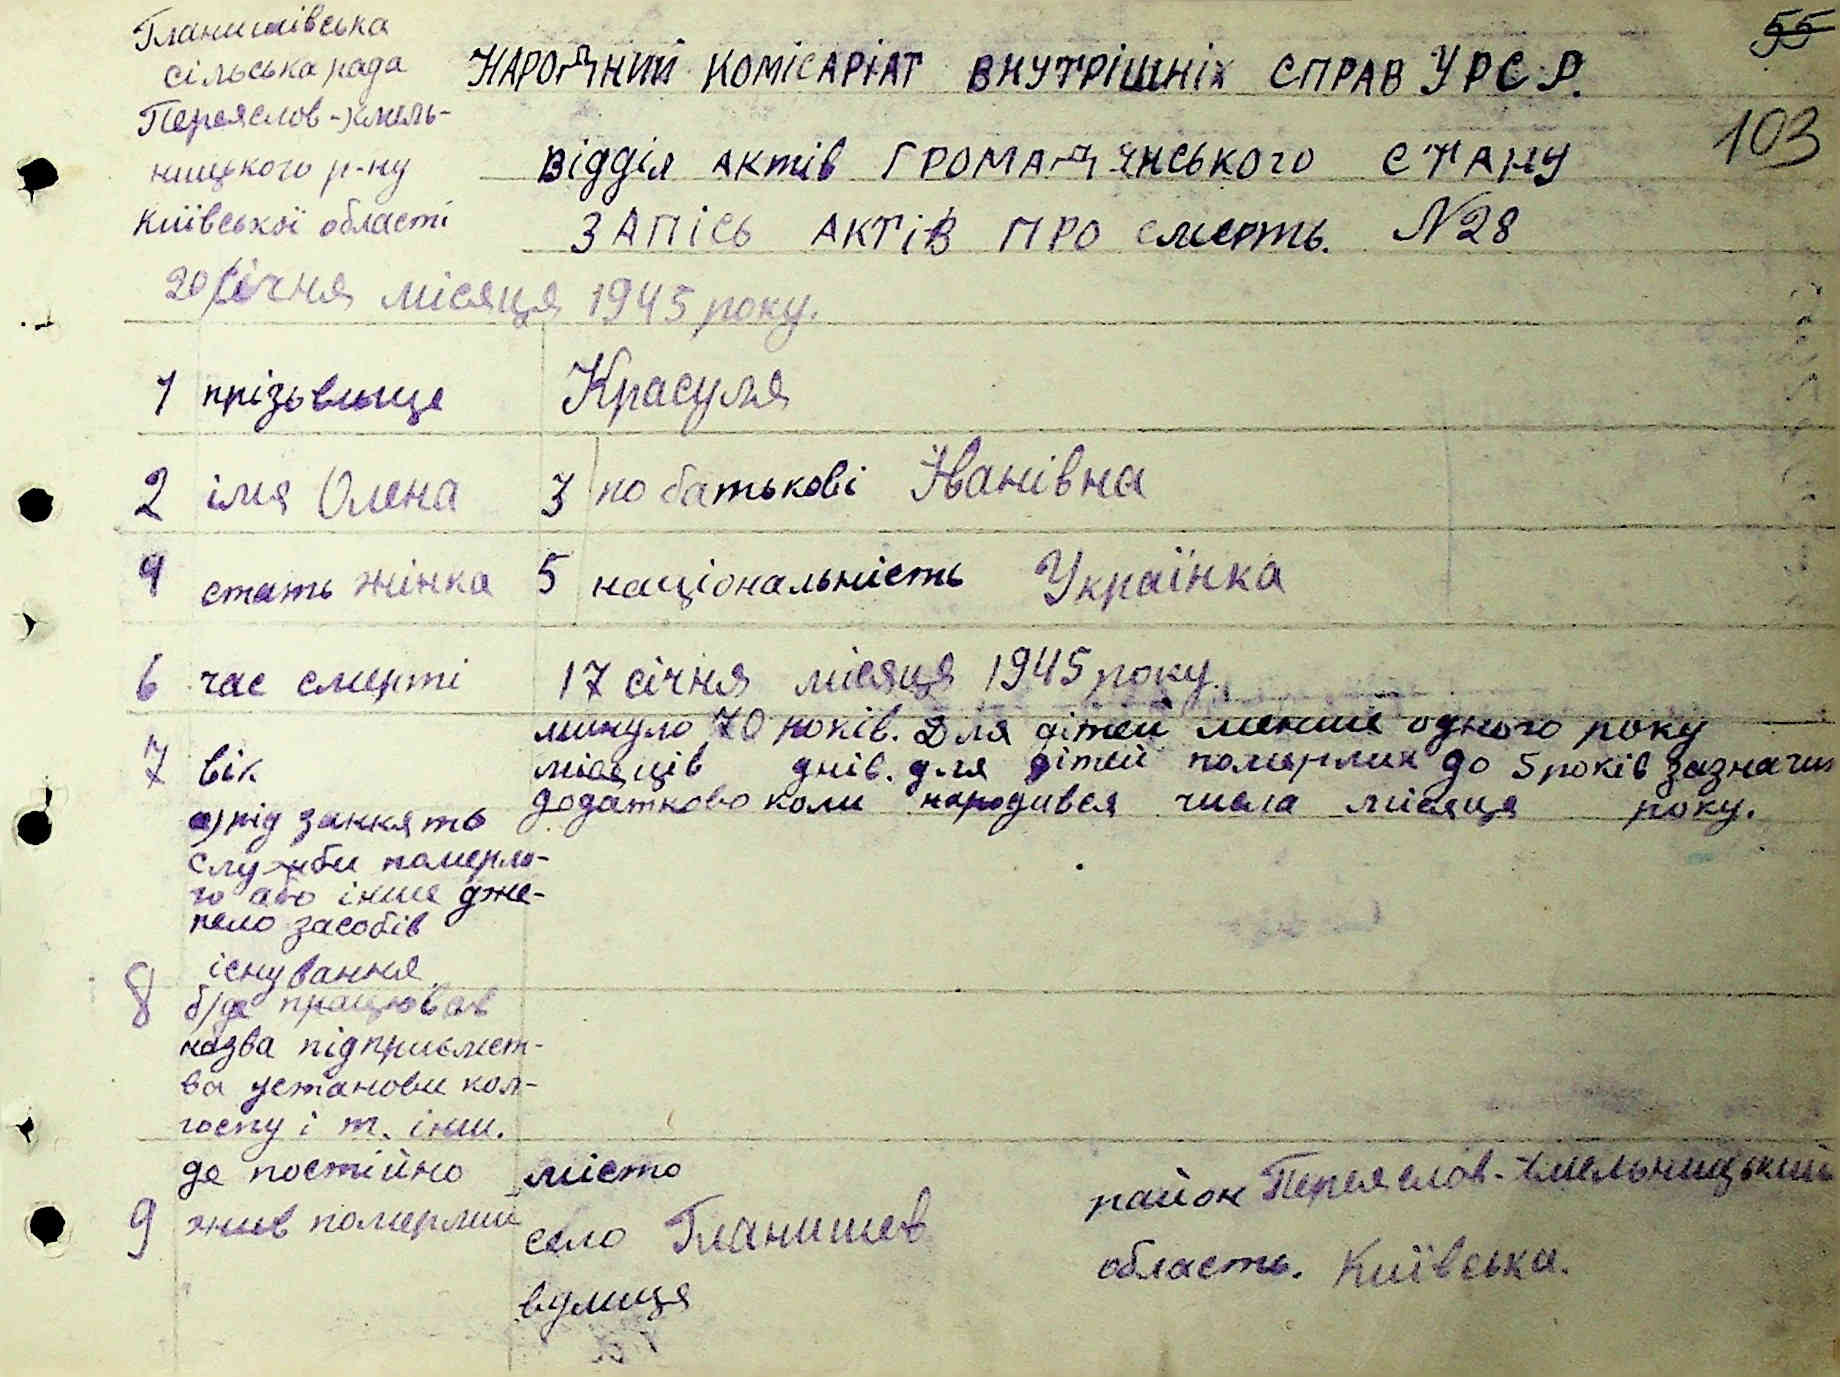 Гланишівська
сільська рада
Переяслов-Хмель-
ницького р-ну
Київської області
55
103
НАРОДНИЙ КОМІСАРІАТ ВНУТРІШНІХ СПРАВ УРСР.
Відділ актів ГРОМАДЯНСЬКОГО СТАНУ
ЗАПІСЬ АКТІВ ПРО смерть. №28
20 січня місяця 1945 року.
1 прізьвище Красуля
2 імя Олена 3 по батькові Іванівна
4 стать жінка 5 національність Українка
6 час смерті 17 січня місяця 1945 року.
7 вік минуло 70 років. Для дітей менше одного року
місяців днів. для дітей померлих до 5 років зазначит
додатково коли народився числа місяця року.
8 а) рід занкять
служби померло-
го або інше дже-
рело засобів
існування
б) де працював
назва підприємст-
ва установи кол-
госпу і т. інш.
9 де постійно
жив померлий
місто
село Гланишев
вулиця
район Переяслов-Хмельницький
область. Київська.